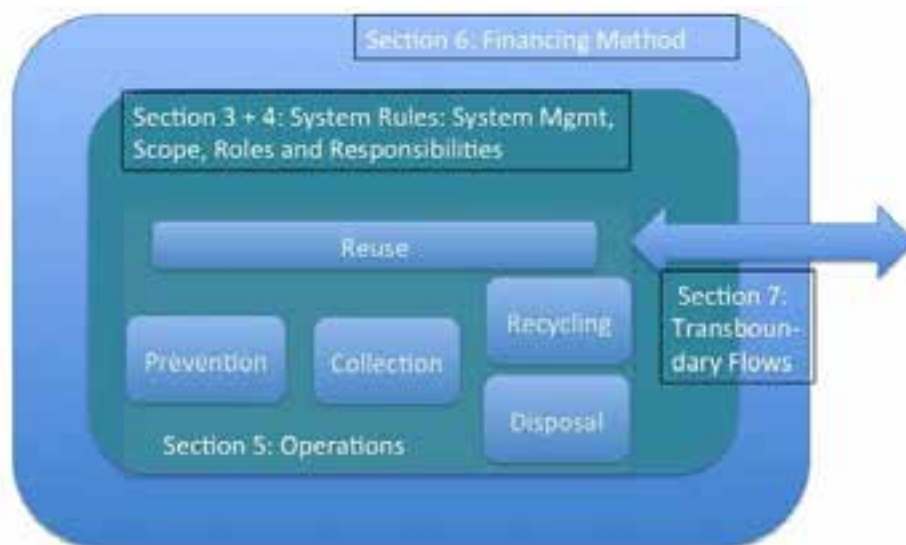 Section 6: Financing Method
Section 3 + 4: System Rules: System Mgmt,
Scope, Roles and Responsibilities
Reuse
Section 7:
Transboun-
dary Flows
Recycling
Prevention
Collection
Disposal
Section 5: Operations